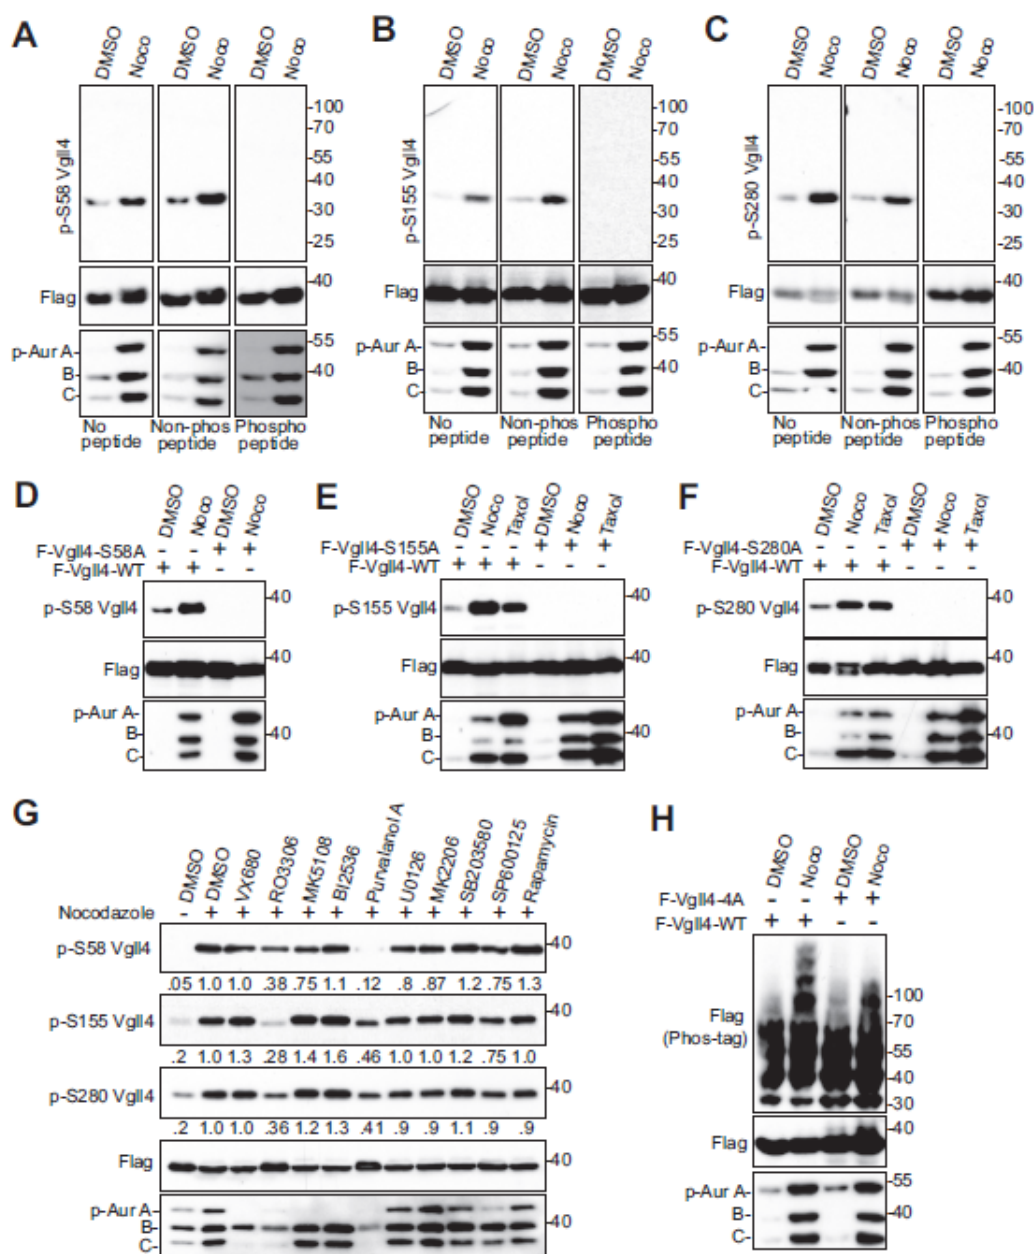 A
DMSO Noco DMSO Noco DMSO Noco
p-S58 Vgll4
-100
-70
-55
-40
-30
-25
Flag
-40
p-Aur A-
B-
C-
-55
-40
No peptide Non-phos peptide Phospho peptide
B
DMSO Noco DMSO Noco DMSO Noco
p-S155 Vgll4
-100
-70
-55
-40
-30
-25
Flag
-40
p-Aur A-
B-
C-
-55
-40
No peptide Non-phos peptide Phospho peptide
C
DMSO Noco DMSO Noco DMSO Noco
p-S280 Vgll4
-100
-70
-55
-40
-30
-25
Flag
-40
p-Aur A-
B-
C-
-55
-40
No peptide Non-phos peptide Phospho peptide
D
DMSO Noco DMSO Noco
F-Vgll4-S58A - - + +
F-Vgll4-WT + + - -
p-S58 Vgll4 -40
Flag -40
p-Aur A-
B- -40
C-
E
DMSO Noco Taxol DMSO Noco Taxol
F-Vgll4-S155A - - - + + +
F-Vgll4-WT + + + - - -
p-S155 Vgll4 -40
Flag -40
p-Aur A-
B- -40
C-
F
DMSO Noco Taxol DMSO Noco Taxol
F-Vgll4-S280A - - - + + +
F-Vgll4-WT + + + - - -
p-S280 Vgll4 -40
Flag -40
p-Aur A-
B- -40
C-
G
DMSO DMSO VX680 RO3306 MK5108 BI2536 Purvalanol A U0126 MK2206 SB203580 SP600125 Rapamycin
Nocodazole - + + + + + + + + + + +
p-S58 Vgll4 -40
.05 1.0 1.0 .38 .75 1.1 .12 .8 .87 1.2 .75 1.3
p-S155 Vgll4 -40
.2 1.0 1.3 .28 1.4 1.6 .46 1.0 1.0 1.2 .75 1.0
p-S280 Vgll4 -40
.2 1.0 1.0 .36 1.2 1.3 .41 .9 .9 1.1 .9 .9
Flag -40
p-Aur A-
B- -40
C-
H
DMSO Noco DMSO Noco
F-Vgll4-4A - - + +
F-Vgll4-WT + + - -
Flag
(Phos-tag)
-100
-70
-55
-40
-30
Flag -40
p-Aur A- -55
B- -40
C-